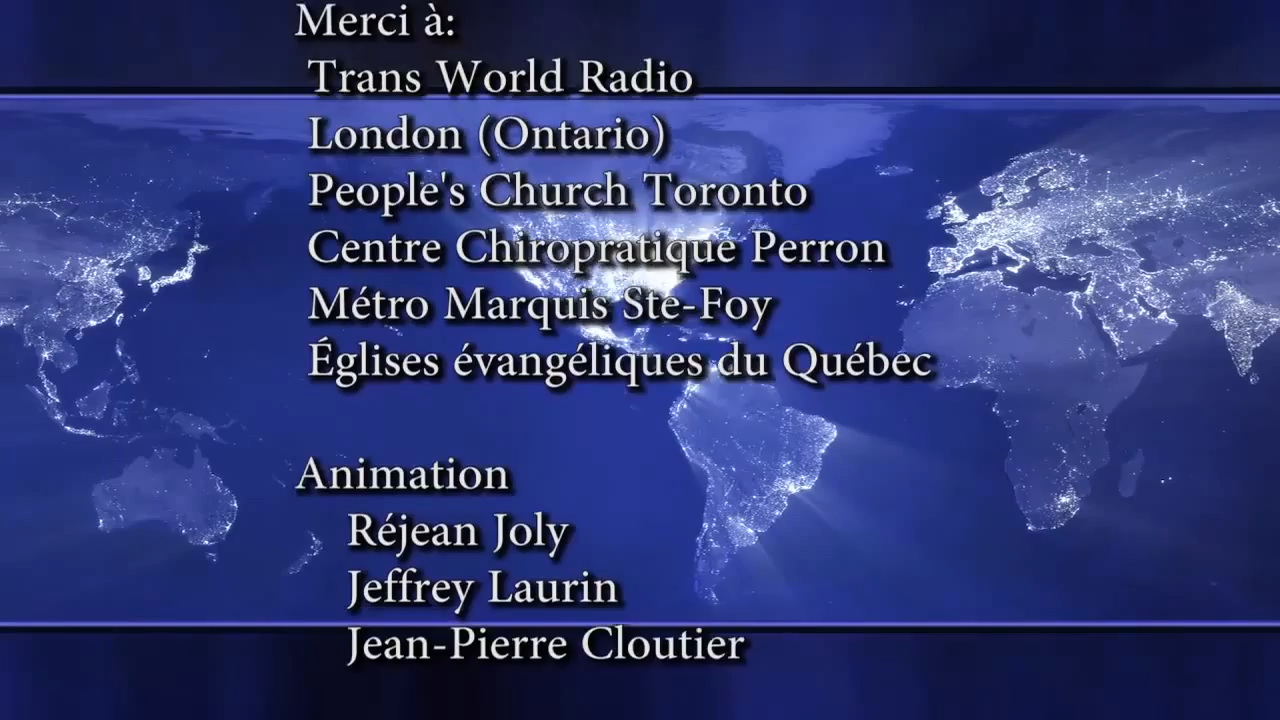 Merci à:
Trans World Radio
London (Ontario)
People's Church Toronto
Centre Chiropratique Perron
Métro Marquis Ste-Foy
Églises évangéliques du Québec
Animation
Réjean Joly
Jeffrey Laurin
Jean-Pierre Cloutier